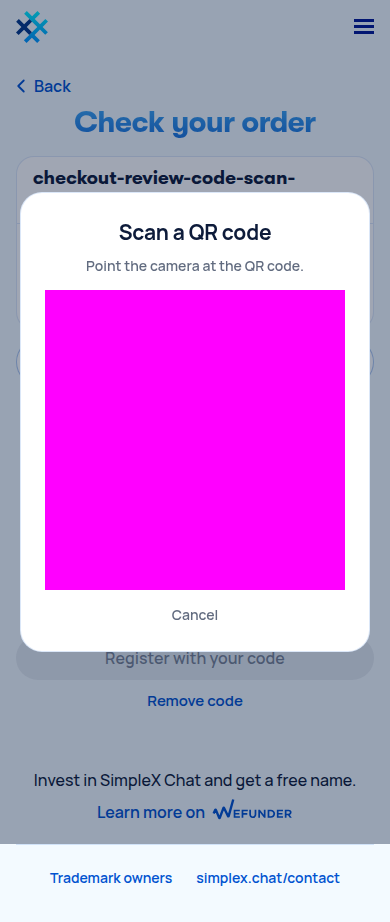 Back
Check your order
checkout-review-code-scan-
Scan a QR code
Point the camera at the QR code.
Cancel
Register with your code
Remove code
Invest in SimpleX Chat and get a free name.
Learn more on WEFUNDER
Trademark owners simplex.chat/contact